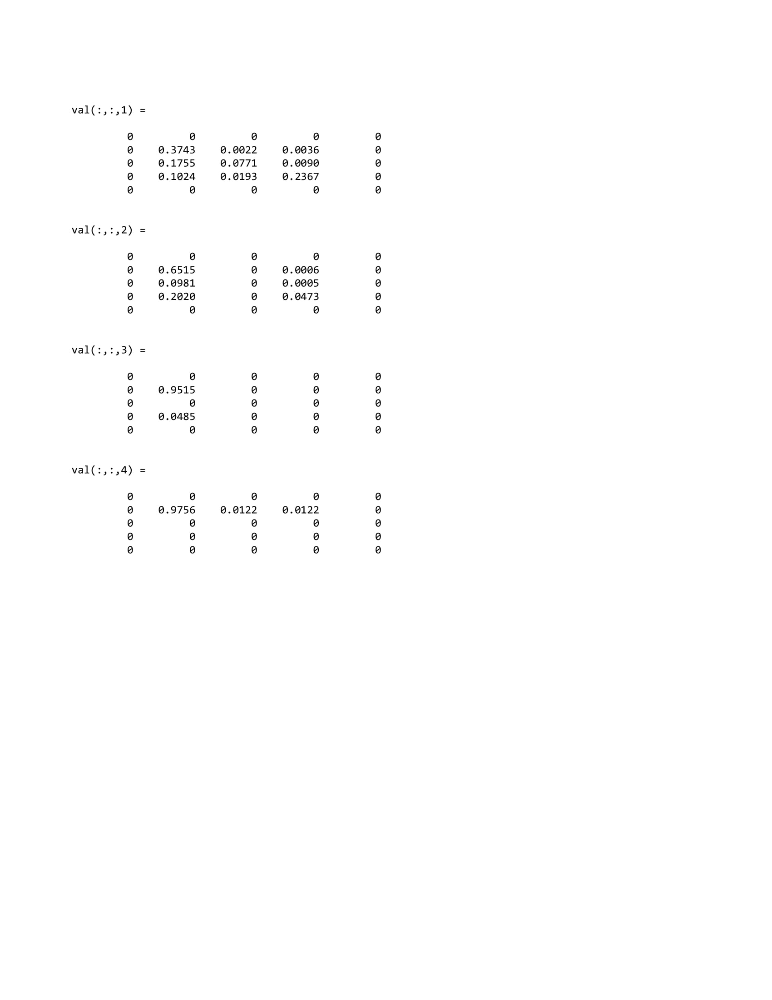 val(:,:,1) =
0 0 0 0 0
0 0.3743 0.0022 0.0036 0
0 0.1755 0.0771 0.0090 0
0 0.1024 0.0193 0.2367 0
0 0 0 0 0
val(:,:,2) =
0 0 0 0 0
0 0.6515 0 0.0006 0
0 0.0981 0 0.0005 0
0 0.2020 0 0.0473 0
0 0 0 0 0
val(:,:,3) =
0 0 0 0 0
0 0.9515 0 0 0
0 0 0 0 0
0 0.0485 0 0 0
0 0 0 0 0
val(:,:,4) =
0 0 0 0 0
0 0.9756 0.0122 0.0122 0
0 0 0 0 0
0 0 0 0 0
0 0 0 0 0